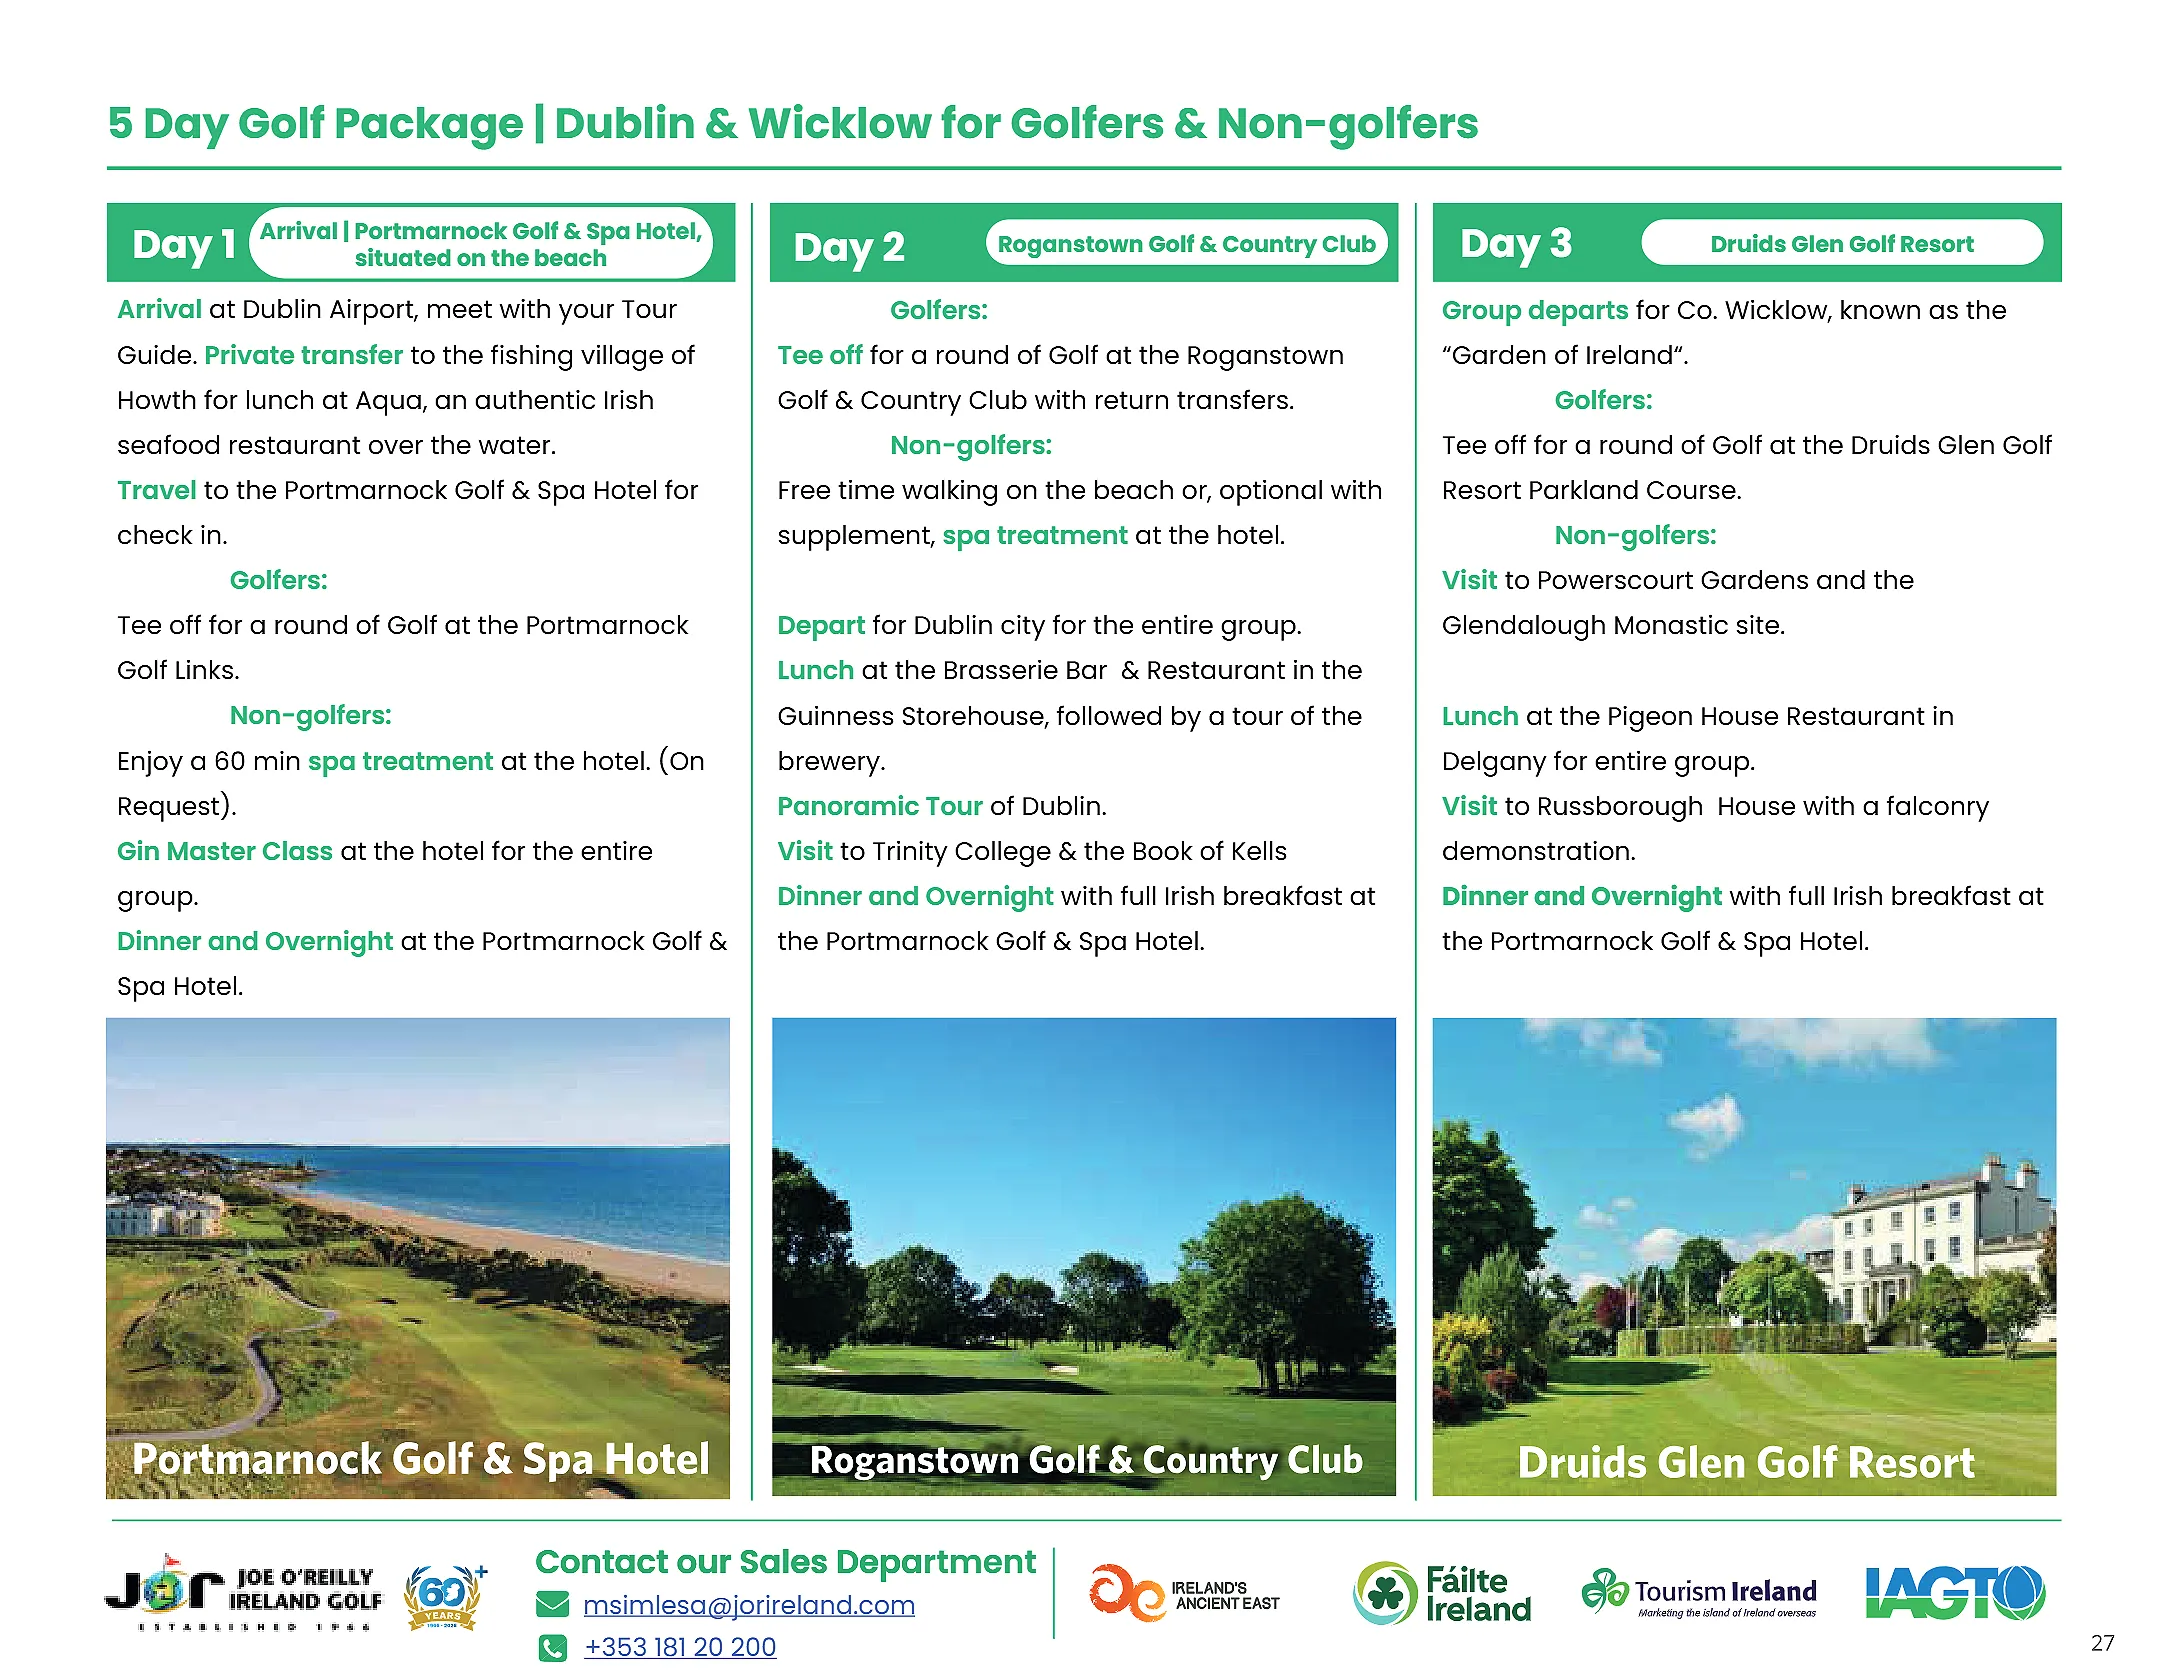 5 Day Golf Package | Dublin & Wicklow for Golfers & Non-golfers
Day 1
Arrival | Portmarnock Golf & Spa Hotel,
situated on the beach
Arrival at Dublin Airport, meet with your Tour
Guide. Private transfer to the fishing village of
Howth for lunch at Aqua, an authentic Irish
seafood restaurant over the water.
Travel to the Portmarnock Golf & Spa Hotel for
check in.
Golfers:
Tee off for a round of Golf at the Portmarnock
Golf Links.
Non-golfers:
Enjoy a 60 min spa treatment at the hotel. (On
Request).
Gin Master Class at the hotel for the entire
group.
Dinner and Overnight at the Portmarnock Golf &
Spa Hotel.
Portmarnock Golf & Spa Hotel
Day 2
Roganstown Golf & Country Club
Golfers:
Tee off for a round of Golf at the Roganstown
Golf & Country Club with return transfers.
Non-golfers:
Free time walking on the beach or, optional with
supplement, spa treatment at the hotel.
Depart for Dublin city for the entire group.
Lunch at the Brasserie Bar & Restaurant in the
Guinness Storehouse, followed by a tour of the
brewery.
Panoramic Tour of Dublin.
Visit to Trinity College & the Book of Kells
Dinner and Overnight with full Irish breakfast at
the Portmarnock Golf & Spa Hotel.
Roganstown Golf & Country Club
Day 3
Druids Glen Golf Resort
Group departs for Co. Wicklow, known as the
“Garden of Ireland“.
Golfers:
Tee off for a round of Golf at the Druids Glen Golf
Resort Parkland Course.
Non-golfers:
Visit to Powerscourt Gardens and the
Glendalough Monastic site.
Lunch at the Pigeon House Restaurant in
Delgany for entire group.
Visit to Russborough House with a falconry
demonstration.
Dinner and Overnight with full Irish breakfast at
the Portmarnock Golf & Spa Hotel.
Druids Glen Golf Resort
jor
JOE O'REILLY
IRELAND GOLF
ESTABLISHED 1966
60+
YEARS
1966 - 2026
Contact our Sales Department
msimlesa@jorireland.com
+353 181 20 200
IRELAND'S
ANCIENT EAST
Fáilte
Ireland
Tourism Ireland
Marketing the island of Ireland overseas
IAGTO
27